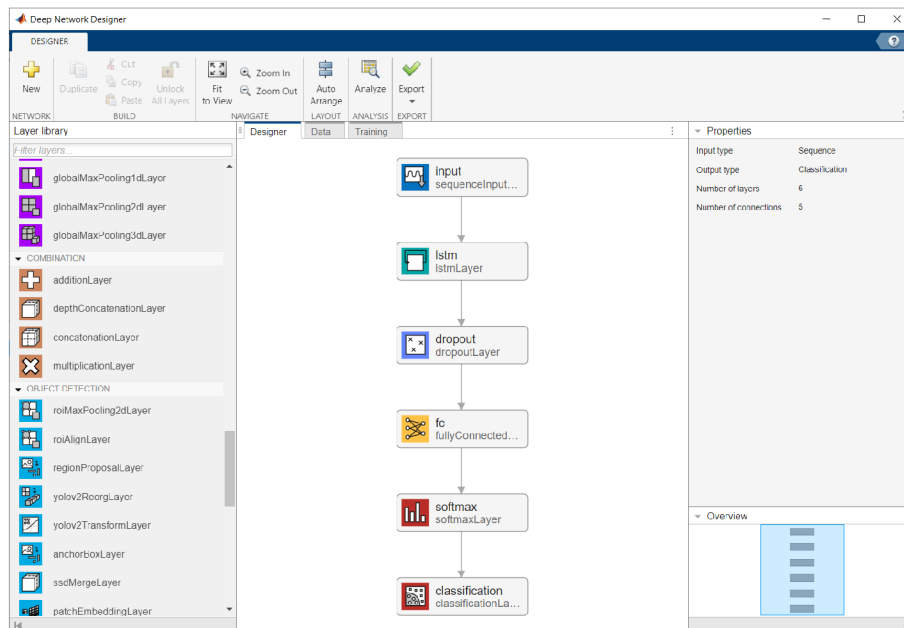 Deep Network Designer
DESIGNER
New
Duplicate
Cut
Copy
Paste
Unlock
All Layers
Fit
to View
Zoom In
Zoom Out
Auto
Arrange
Analyze
Export
NETWORK
BUILD
NAVIGATE
LAYOUT
ANALYSIS
EXPORT
Layer library
Filter layers...
globalMaxPooling1dLayer
globalMaxPooling2dLayer
globalMaxPooling3dLayer
COMBINATION
additionLayer
depthConcatenationLayer
concatenationLayer
multiplicationLayer
OBJECT DETECTION
roiMaxPooling2dLayer
roiAlignLayer
regionProposalLayer
yolov2ReorgLayer
yolov2TransformLayer
anchorBoxLayer
ssdMergeLayer
patchEmbeddingLayer
Designer
Data
Training
input
sequenceInput...
lstm
lstmLayer
dropout
dropoutLayer
fc
fullyConnected...
softmax
softmaxLayer
classification
classificationLa...
Properties
Input type Sequence
Output type Classification
Number of layers 6
Number of connections 5
Overview